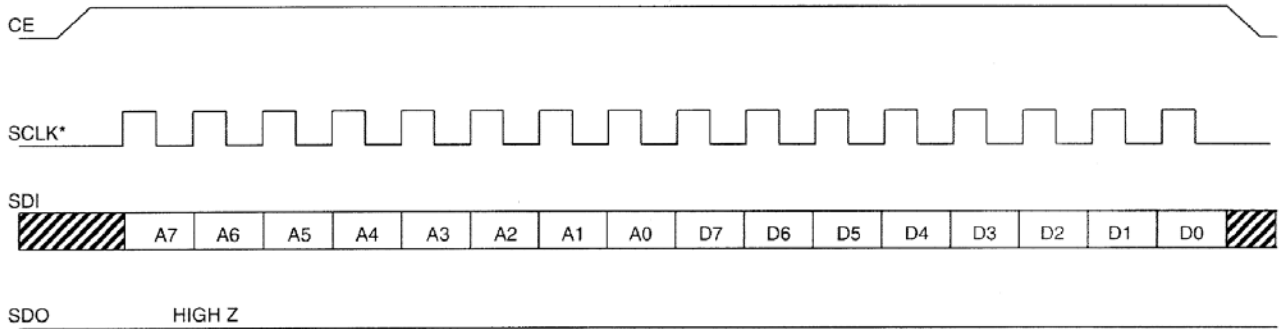 CE
SCLK*
SDI
A7 A6 A5 A4 A3 A2 A1 A0 D7 D6 D5 D4 D3 D2 D1 D0
SDO HIGH Z